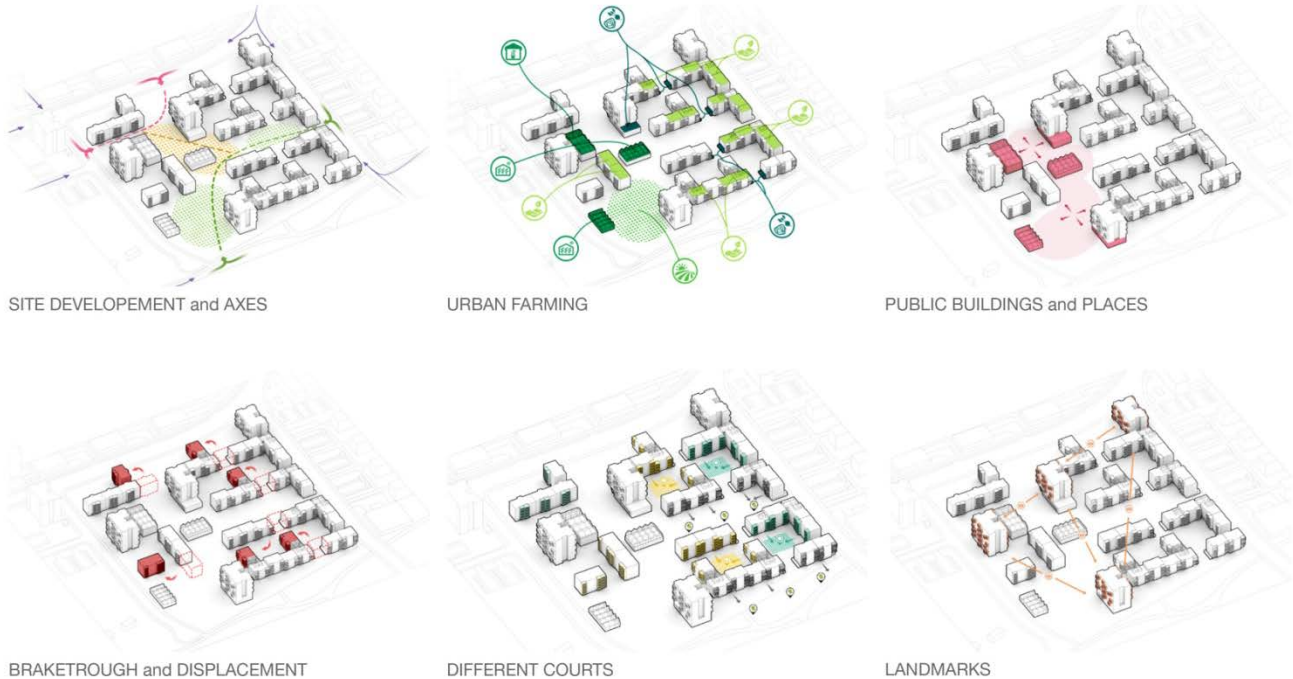 SITE DEVELOPEMENT and AXES
URBAN FARMING
PUBLIC BUILDINGS and PLACES
BRAKETROUGH and DISPLACEMENT
DIFFERENT COURTS
LANDMARKS